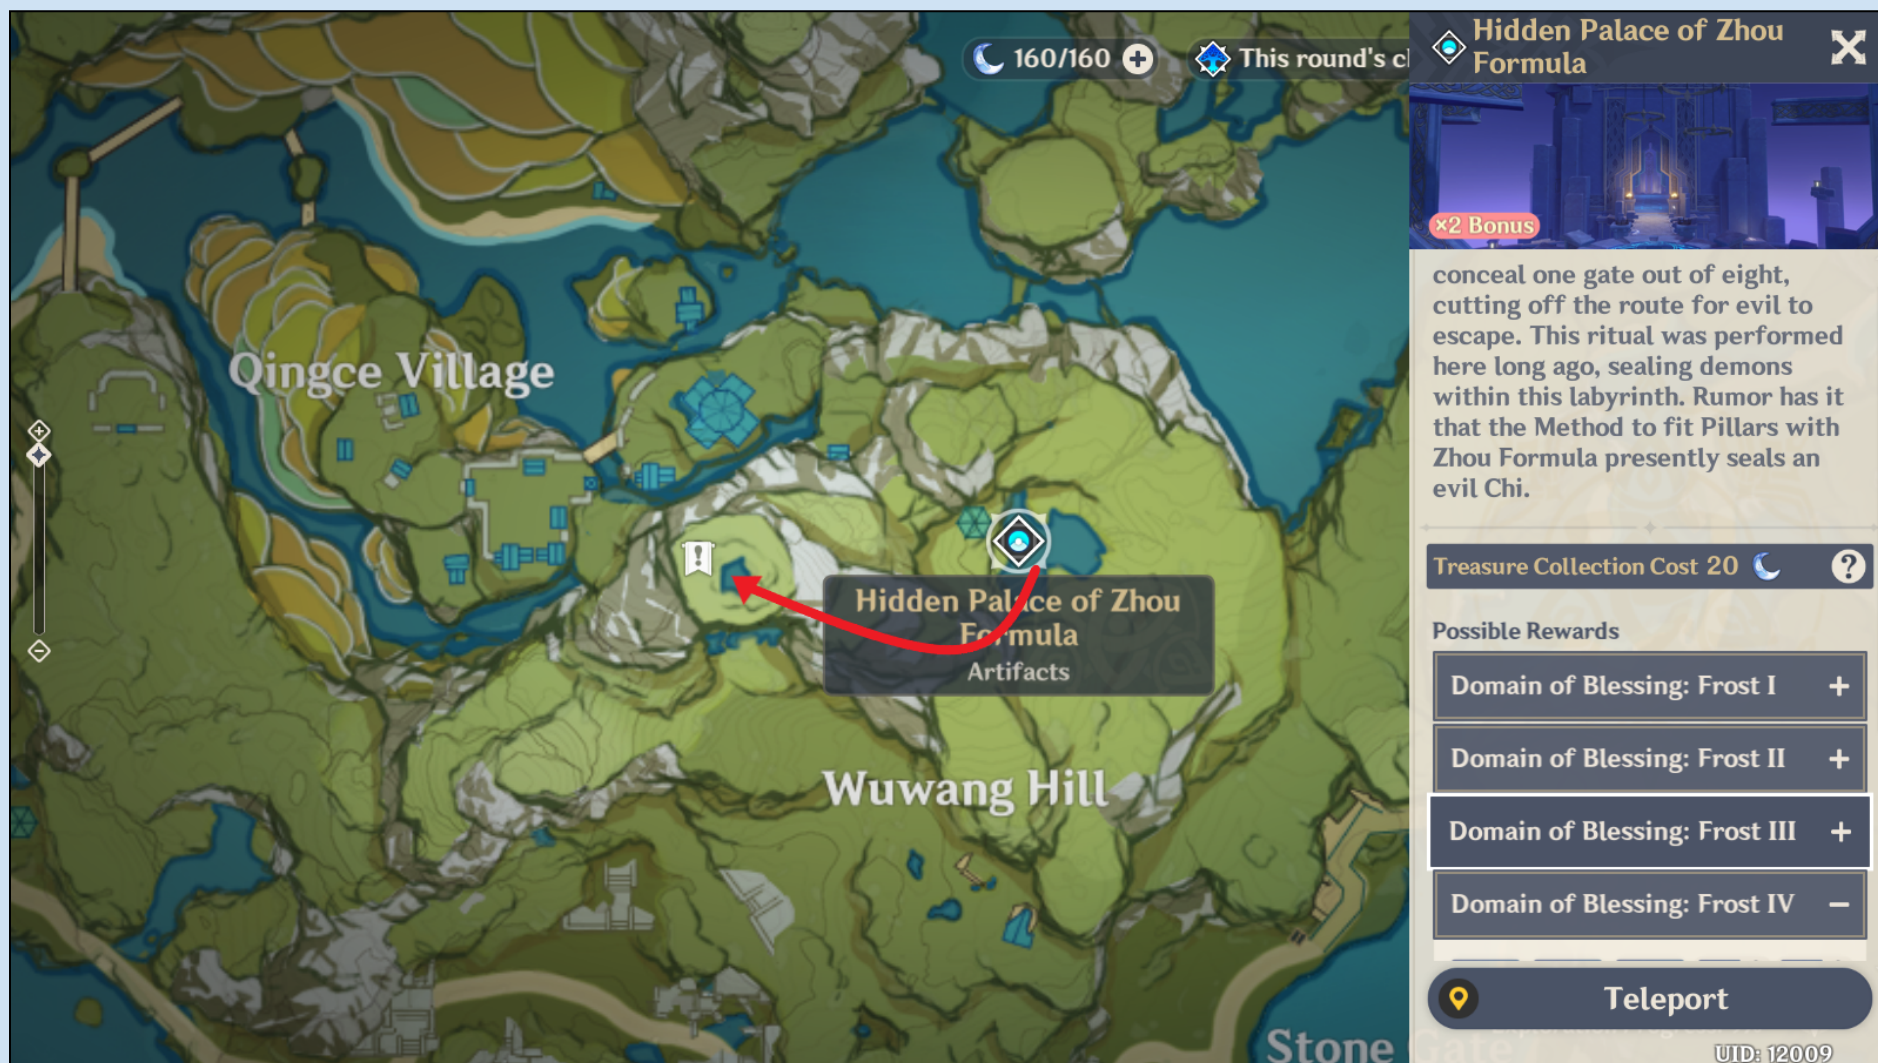 160/160
This round's cl
Hidden Palace of Zhou
Formula
×2 Bonus
conceal one gate out of eight,
cutting off the route for evil to
escape. This ritual was performed
here long ago, sealing demons
within this labyrinth. Rumor has it
that the Method to fit Pillars with
Zhou Formula presently seals an
evil Chi.
Treasure Collection Cost 20
?
Possible Rewards
Domain of Blessing: Frost I +
Domain of Blessing: Frost II +
Domain of Blessing: Frost III +
Domain of Blessing: Frost IV −
Teleport
UID: 12009
Qingce Village
Hidden Palace of Zhou
Formula
Artifacts
Wuwang Hill
Stone Gate